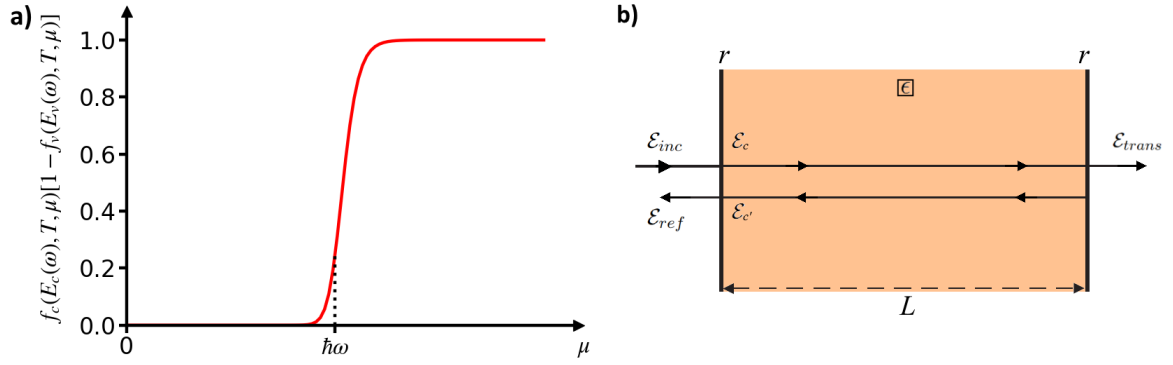 a)
f_c(E_c(ω), T, μ)[1 − f_v(E_v(ω), T, μ)]
1.0
0.8
0.6
0.4
0.2
0.0
0
ħω
μ
b)
r
r
ϵ
ℰ_inc
ℰ_c
ℰ_trans
ℰ_ref
ℰ_c'
L